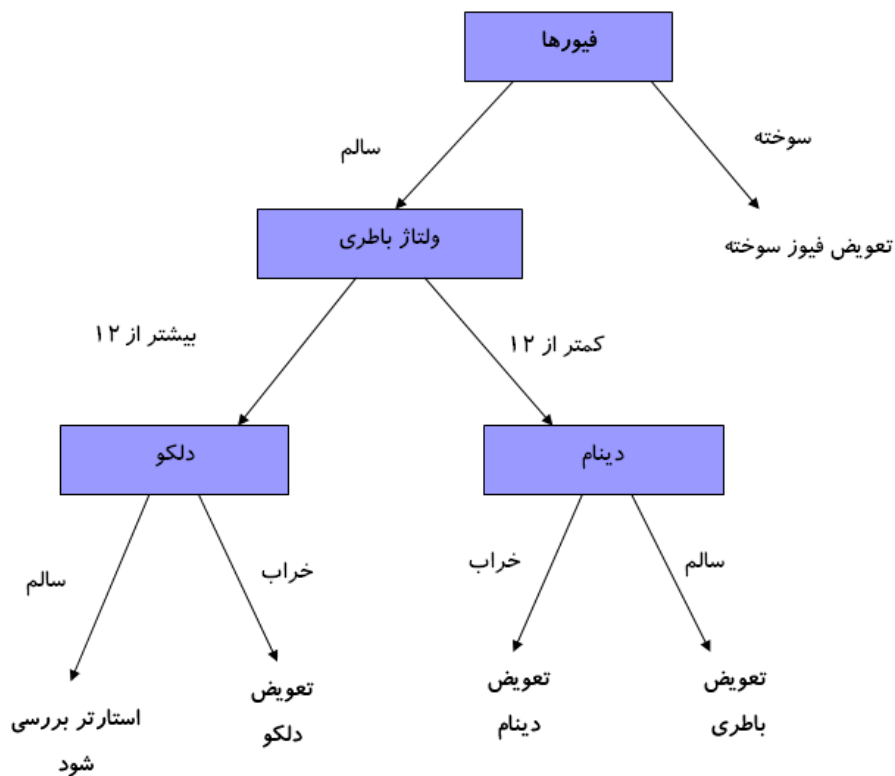 فیورها
سوخته
سالم
تعویض فیوز سوخته
ولتاژ باطری
کمتر از ۱۲
بیشتر از ۱۲
دینام
دلکو
سالم
خراب
خراب
سالم
تعویض
باطری
تعویض
دینام
تعویض
دلکو
استارتر بررسی
شود